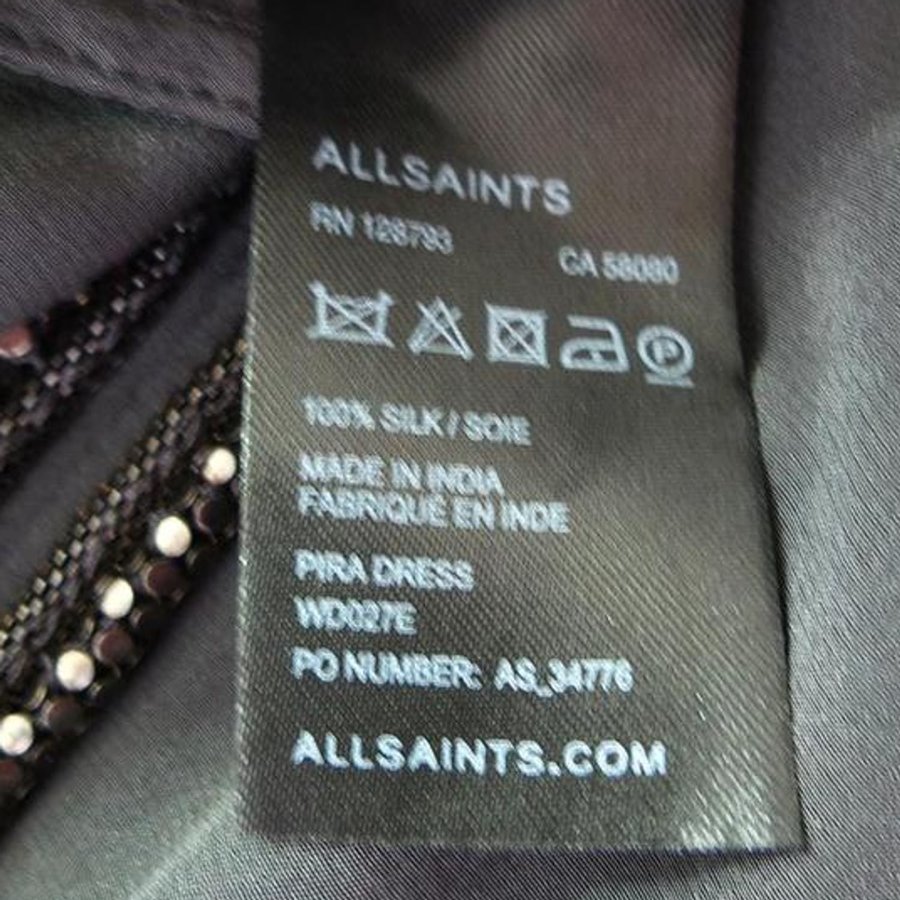 ALLSAINTS
RN 128793
CA 58080
P
100% SILK / SOIE
MADE IN INDIA
FABRIQUE EN INDE
PIRA DRESS
WD027E
PO NUMBER: AS_34776
ALLSAINTS.COM